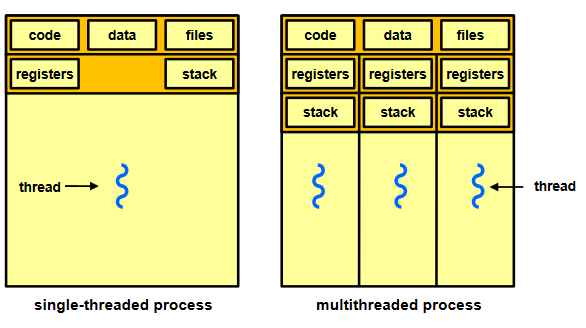 code data files
registers stack
thread
single-threaded process
code data files
registers registers registers
stack stack stack
thread
multithreaded process